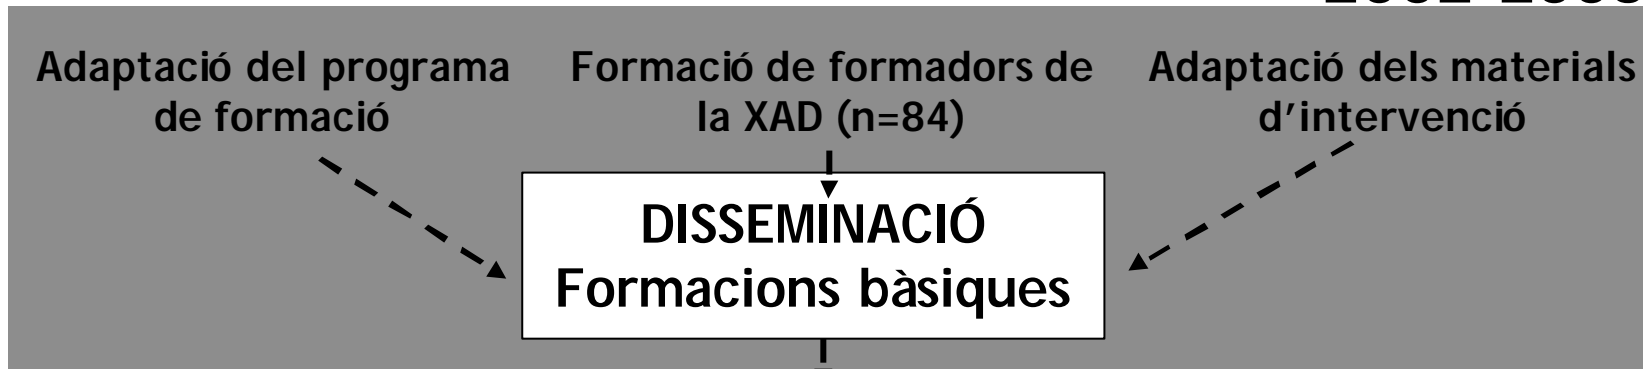 Adaptació del programa
de formació
Formació de formadors de
la XAD (n=84)
Adaptació dels materials
d'intervenció
DISSEMINACIÓ
Formacions bàsiques